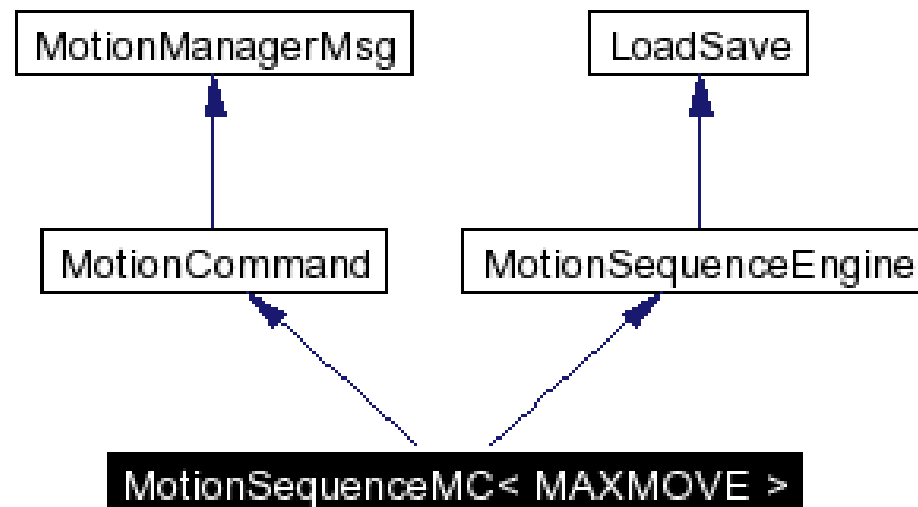 MotionManagerMsg
LoadSave
MotionCommand
MotionSequenceEngine
MotionSequenceMC< MAXMOVE >